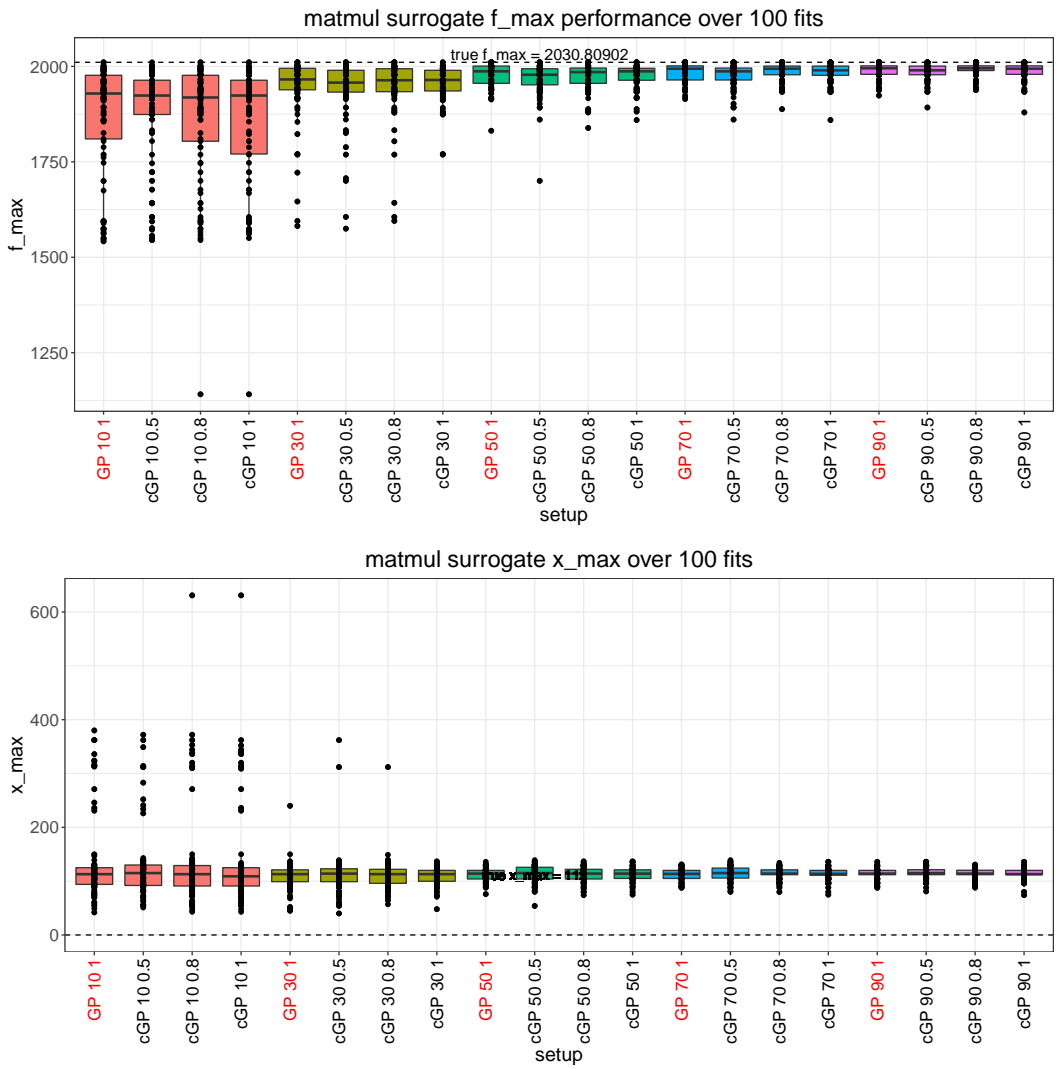 matmul surrogate f_max performance over 100 fits
true f_max = 2030.80902
2000
1750
1500
1250
f_max
GP 10 1
cGP 10 0.5
cGP 10 0.8
cGP 10 1
GP 30 1
cGP 30 0.5
cGP 30 0.8
cGP 30 1
GP 50 1
cGP 50 0.5
cGP 50 0.8
cGP 50 1
GP 70 1
cGP 70 0.5
cGP 70 0.8
cGP 70 1
GP 90 1
cGP 90 0.5
cGP 90 0.8
cGP 90 1
setup
matmul surrogate x_max over 100 fits
600
400
200
0
x_max
x_max =
GP 10 1
cGP 10 0.5
cGP 10 0.8
cGP 10 1
GP 30 1
cGP 30 0.5
cGP 30 0.8
cGP 30 1
GP 50 1
cGP 50 0.5
cGP 50 0.8
cGP 50 1
GP 70 1
cGP 70 0.5
cGP 70 0.8
cGP 70 1
GP 90 1
cGP 90 0.5
cGP 90 0.8
cGP 90 1
setup